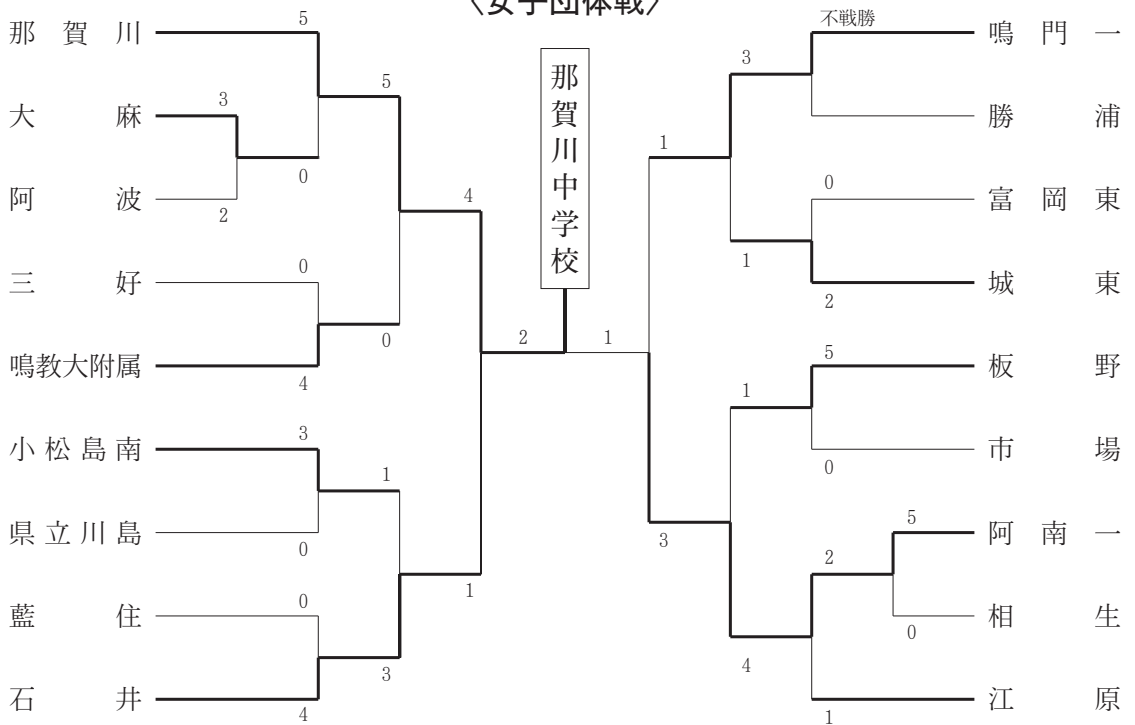 〈女子団体戦〉
那賀川
大麻
阿波
三好
鳴教大附属
小松島南
県立川島
藍住
石井
5
3
2
0
5
0
4
0
3
0
1
0
4
3
4
1
2
那賀川中学校
1
1
3
3
1
不戦勝
0
2
1
5
0
4
2
5
0
1
鳴門一
勝浦
富岡東
城東
板野
市場
阿南一
相生
江原